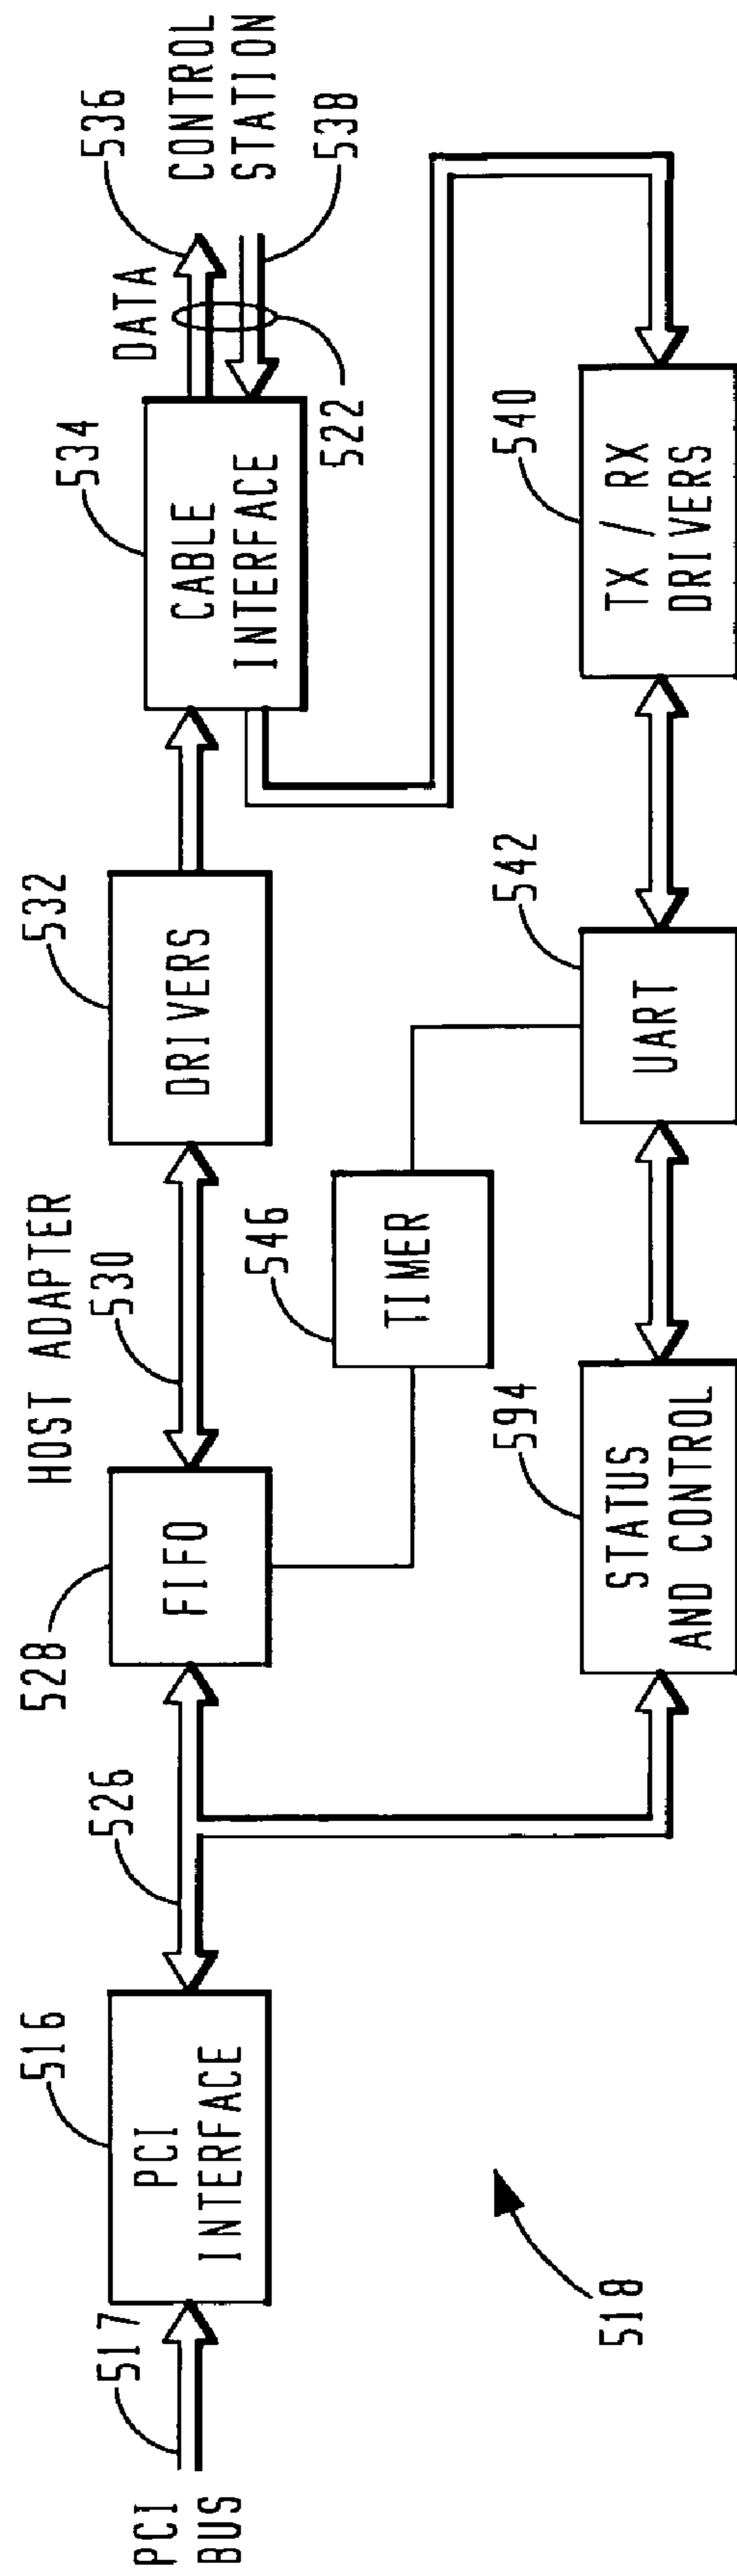 HOST ADAPTER
PCI
BUS
517
516
PCI
INTERFACE
526
528
FIFO
530
532
DRIVERS
534
CABLE
INTERFACE
DATA
536
CONTROL
STATION
538
522
546
TIMER
594
STATUS
AND CONTROL
542
UART
540
TX / RX
DRIVERS
518